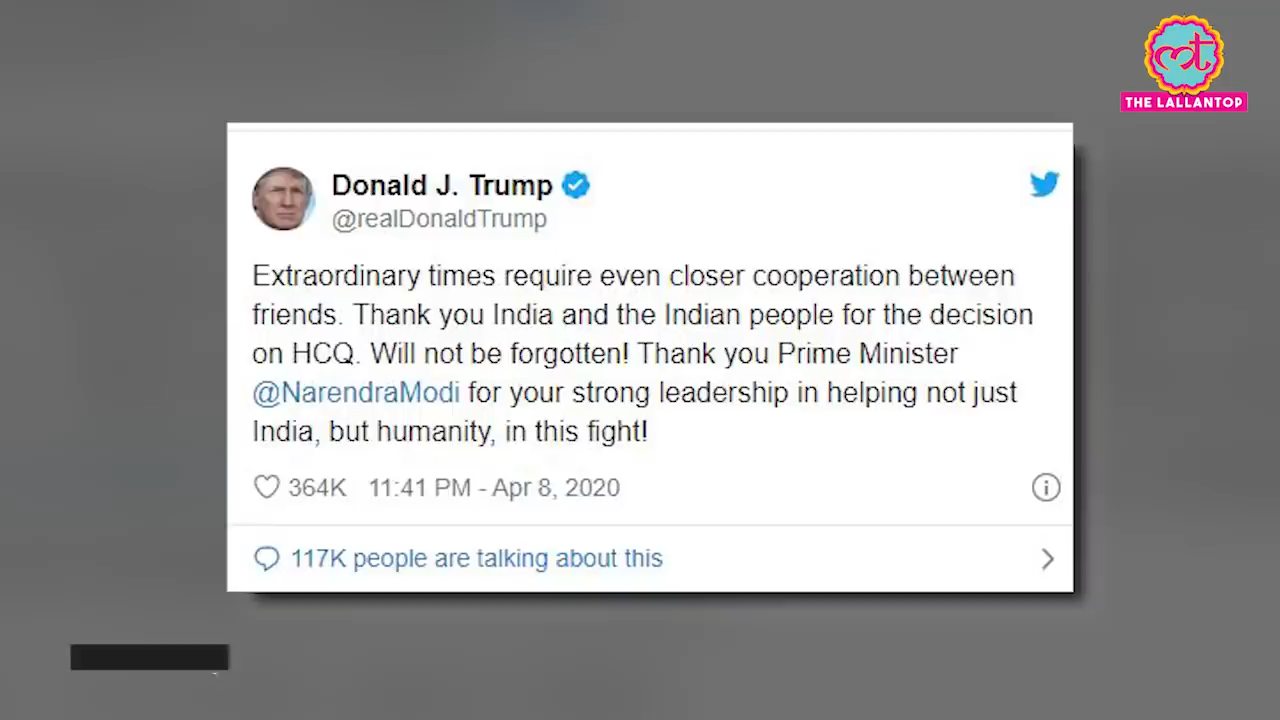 THE LALLANTOP
Donald J. Trump
@realDonaldTrump
Extraordinary times require even closer cooperation between
friends. Thank you India and the Indian people for the decision
on HCQ. Will not be forgotten! Thank you Prime Minister
@NarendraModi for your strong leadership in helping not just
India, but humanity, in this fight!
364K 11:41 PM - Apr 8, 2020
117K people are talking about this